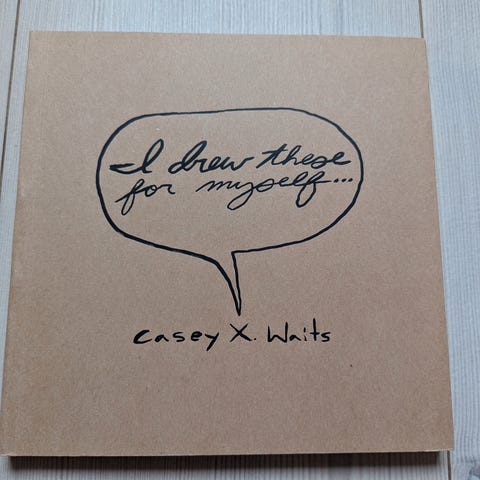 I drew these
for myself...
Casey X. Waits